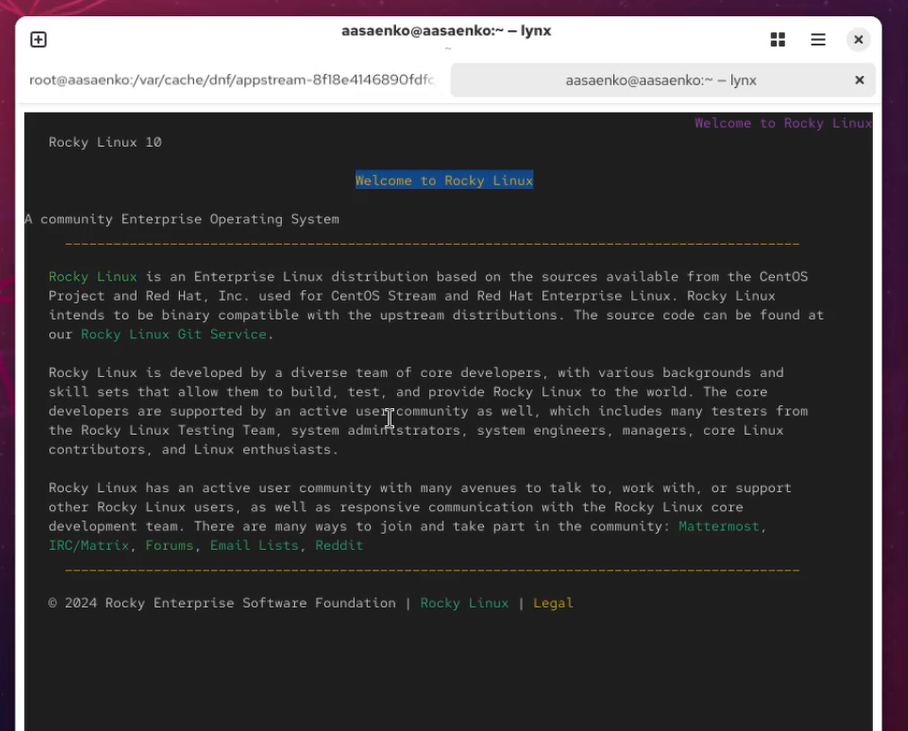 aasaenko@aasaenko:~ — lynx
~
root@aasaenko:/var/cache/dnf/appstream-8f18e4146890fdfc
aasaenko@aasaenko:~ — lynx
Welcome to Rocky Linux
Rocky Linux 10
Welcome to Rocky Linux
A community Enterprise Operating System
Rocky Linux is an Enterprise Linux distribution based on the sources available from the CentOS
Project and Red Hat, Inc. used for CentOS Stream and Red Hat Enterprise Linux. Rocky Linux
intends to be binary compatible with the upstream distributions. The source code can be found at
our Rocky Linux Git Service.
Rocky Linux is developed by a diverse team of core developers, with various backgrounds and
skill sets that allow them to build, test, and provide Rocky Linux to the world. The core
developers are supported by an active user community as well, which includes many testers from
the Rocky Linux Testing Team, system administrators, system engineers, managers, core Linux
contributors, and Linux enthusiasts.
Rocky Linux has an active user community with many avenues to talk to, work with, or support
other Rocky Linux users, as well as responsive communication with the Rocky Linux core
development team. There are many ways to join and take part in the community: Mattermost,
IRC/Matrix, Forums, Email Lists, Reddit
© 2024 Rocky Enterprise Software Foundation | Rocky Linux | Legal